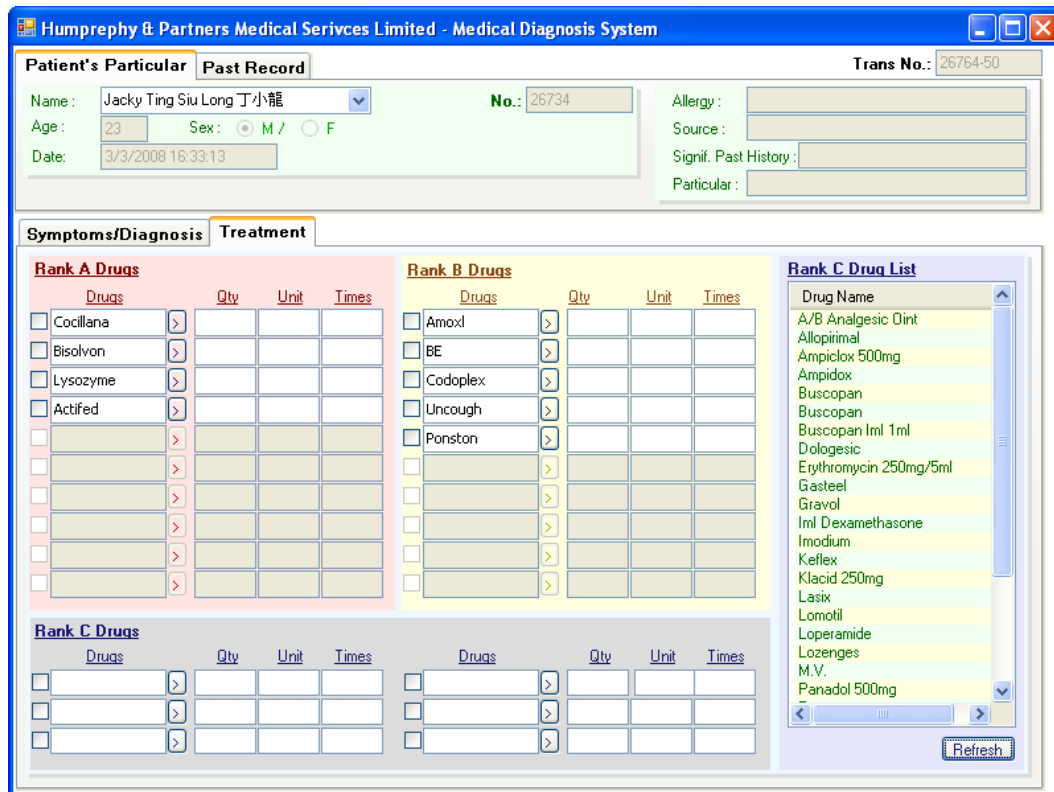 Humprephy & Partners Medical Serivces Limited - Medical Diagnosis System
Patient's Particular Past Record Trans No.: 26764-50
Name : Jacky Ting Siu Long 丁小龍 No.: 26734
Age : 23 Sex : M / F
Date: 3/3/2008 16:33:13
Allergy :
Source :
Signif. Past History :
Particular :
Symptoms/Diagnosis Treatment
Rank A Drugs
Drugs Qty Unit Times
Cocillana >
Bisolvon >
Lysozyme >
Actifed >
>
>
>
>
>
>
Rank B Drugs
Drugs Qty Unit Times
Amoxl >
BE >
Codoplex >
Uncough >
Ponston >
>
>
>
>
>
Rank C Drugs
Drugs Qty Unit Times Drugs Qty Unit Times
> >
> >
> >
Rank C Drug List
Drug Name
A/B Analgesic Oint
Allopirimal
Ampiclox 500mg
Ampidox
Buscopan
Buscopan
Buscopan Iml 1ml
Dologesic
Erythromycin 250mg/5ml
Gasteel
Gravol
Iml Dexamethasone
Imodium
Keflex
Klacid 250mg
Lasix
Lomotil
Loperamide
Lozenges
M.V.
Panadol 500mg
Refresh